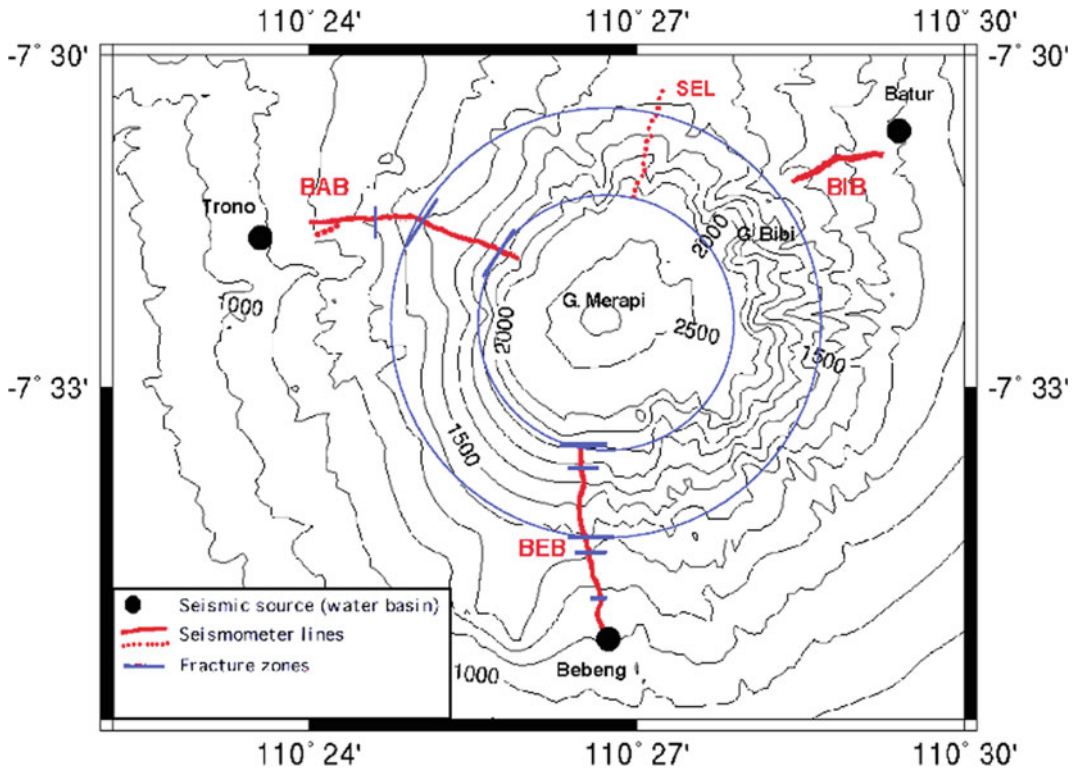 110° 24'
110° 27'
110° 30'
-7° 30'
-7° 30'
SEL
Batur
BAB
BIB
Trono
2000
G. Bibi
1000
G. Merapi
2000
2500
1500
-7° 33'
-7° 33'
1500
BEB
Seismic source (water basin)
Seismometer lines
Fracture zones
Bebeng
1000
110° 24'
110° 27'
110° 30'